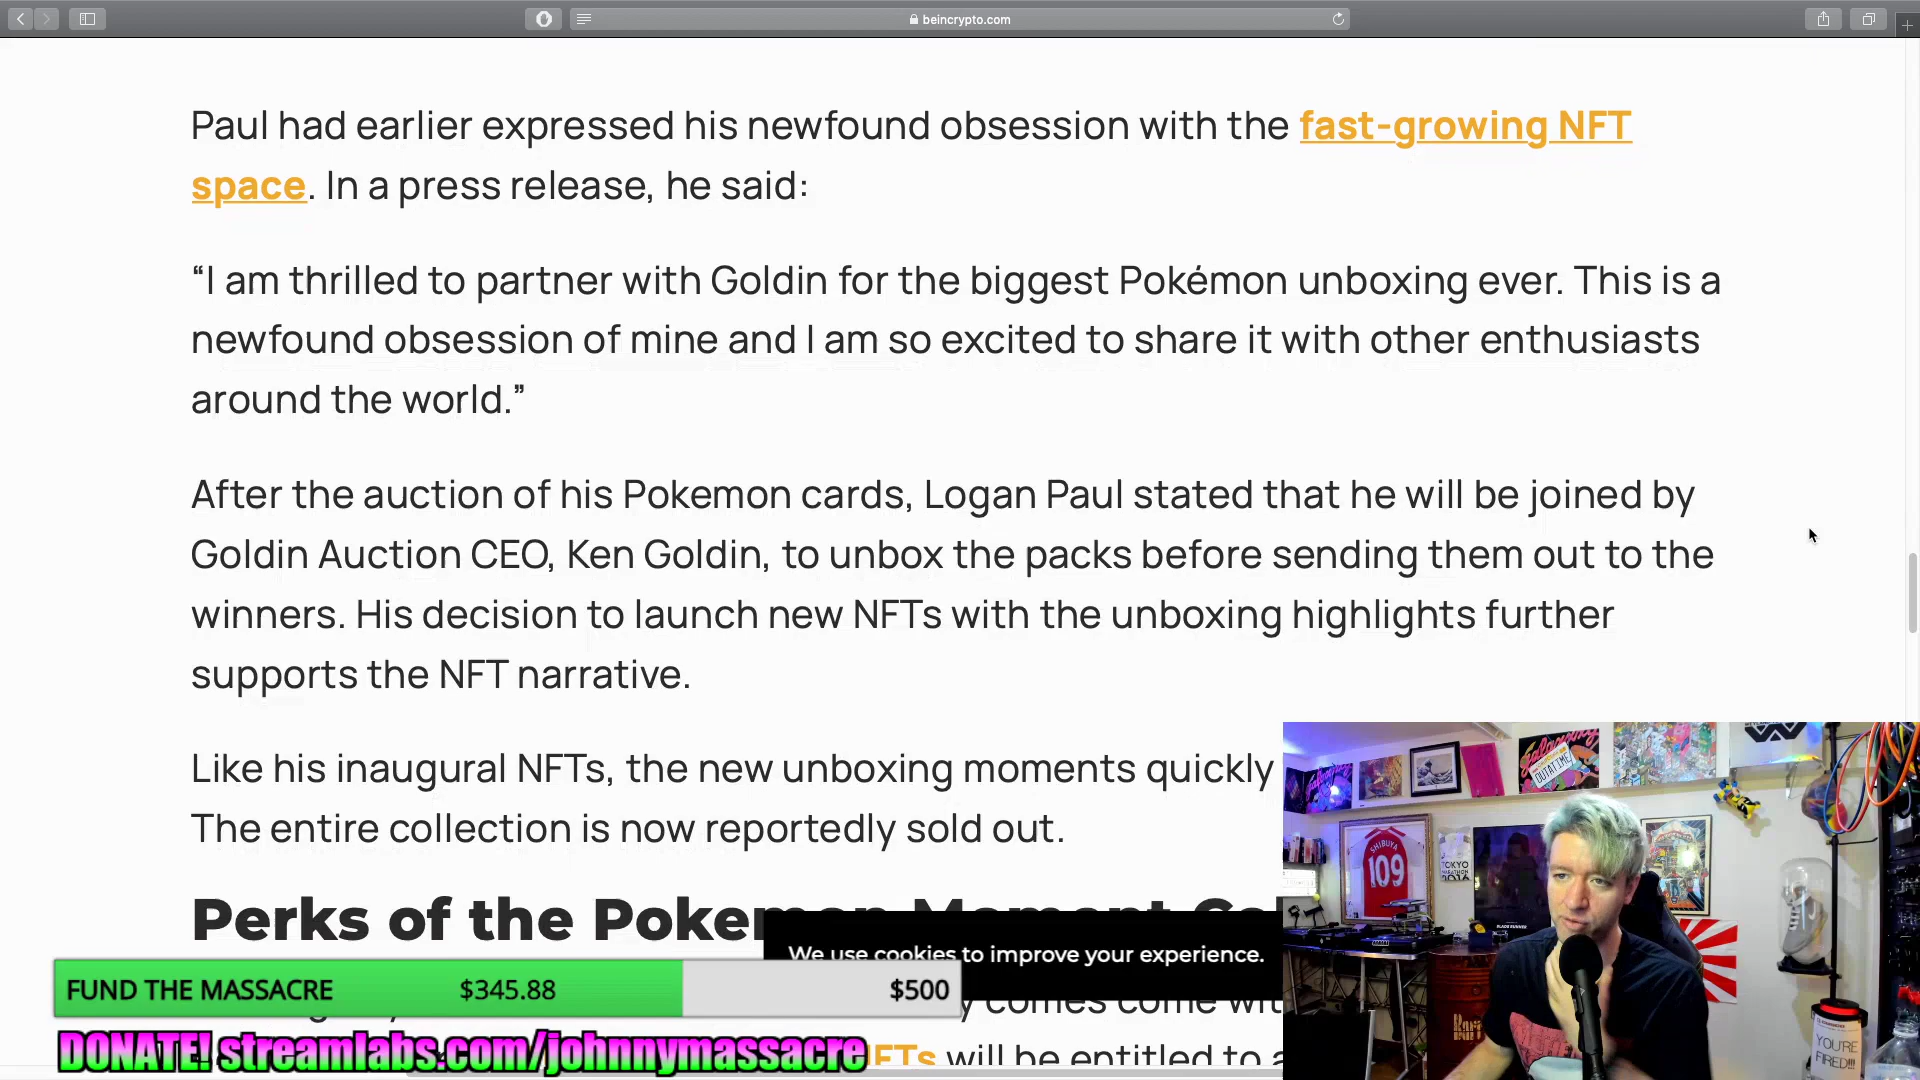 beincrypto.com
Paul had earlier expressed his newfound obsession with the fast-growing NFT
space. In a press release, he said:
“I am thrilled to partner with Goldin for the biggest Pokémon unboxing ever. This is a
newfound obsession of mine and I am so excited to share it with other enthusiasts
around the world.”
After the auction of his Pokemon cards, Logan Paul stated that he will be joined by
Goldin Auction CEO, Ken Goldin, to unbox the packs before sending them out to the
winners. His decision to launch new NFTs with the unboxing highlights further
supports the NFT narrative.
Like his inaugural NFTs, the new unboxing moments quickly
The entire collection is now reportedly sold out.
Perks of the
We use cookies to improve your experience.
FUND THE MASSACRE $345.88 $500
comes come
DONATE! streamlabs.com/johnnymassacre
will be entitled to
OUTATIME
SHIBUYA
109
TOKYO
MARATHON
BLADE RUNNER
YOU'RE
FIRED!!!